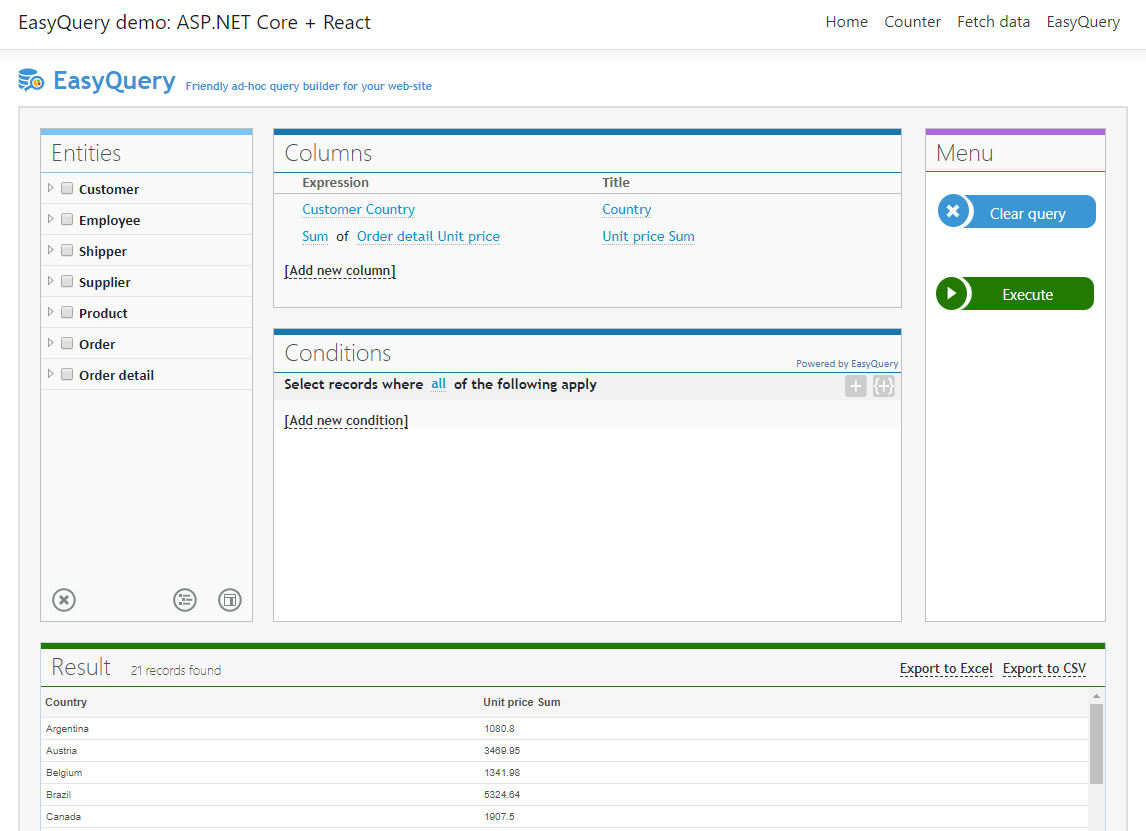 EasyQuery demo: ASP.NET Core + React
Home Counter Fetch data EasyQuery
EasyQuery Friendly ad-hoc query builder for your web-site
Entities
Customer
Employee
Shipper
Supplier
Product
Order
Order detail
Columns
Expression Title
Customer Country Country
Sum of Order detail Unit price Unit price Sum
[Add new column]
Conditions
Powered by EasyQuery
Select records where all of the following apply
[Add new condition]
Menu
Clear query
Execute
Result 21 records found Export to Excel Export to CSV
Country Unit price Sum
Argentina 1080.8
Austria 3469.95
Belgium 1341.98
Brazil 5324.64
Canada 1907.5